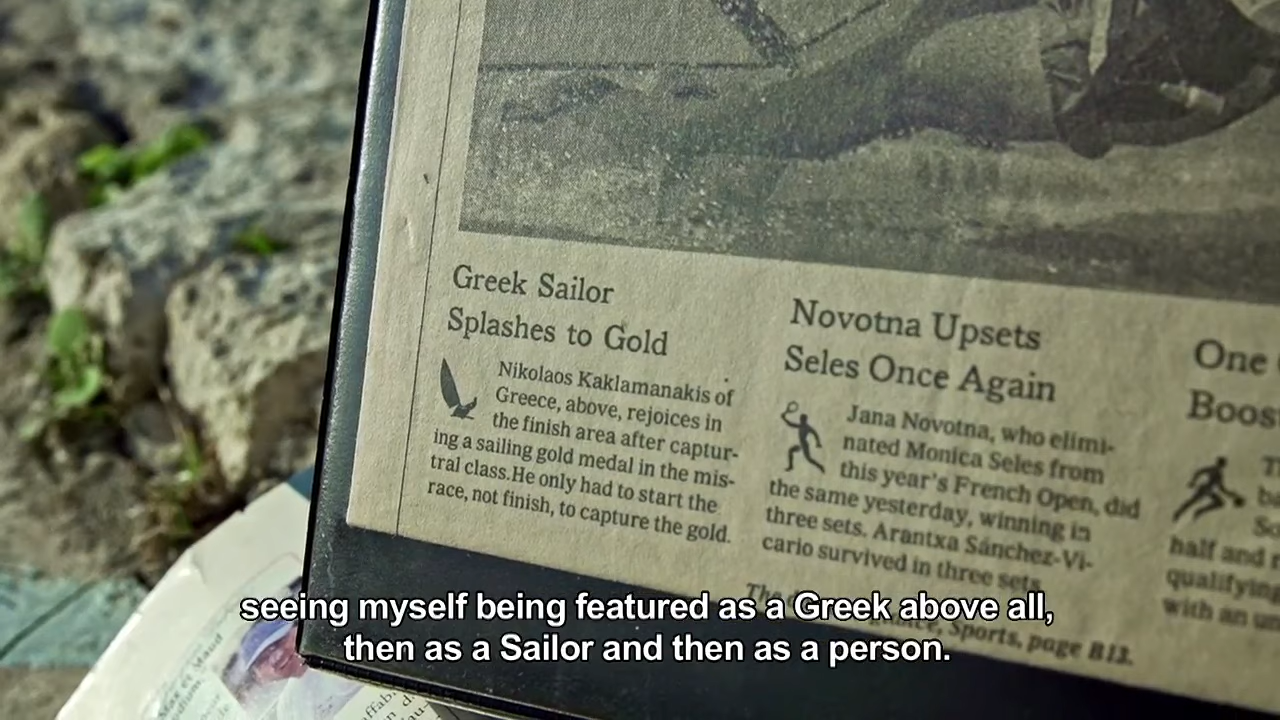 Greek Sailor
Splashes to Gold
Nikolaos Kaklamanakis of
Greece, above, rejoices in
the finish area after captur-
ing a sailing gold medal in the mis-
tral class. He only had to start the
race, not finish, to capture the gold.
Novotna Upsets
Seles Once Again
Jana Novotna, who elimi-
nated Monica Seles from
this year's French Open, did
the same yesterday, winning in
three sets. Arantxa Sánchez-Vi-
cario survived in three sets.
One
Boos
half and
qualifying
with an
The
Sports, page B13.
seeing myself being featured as a Greek above all,
then as a Sailor and then as a person.